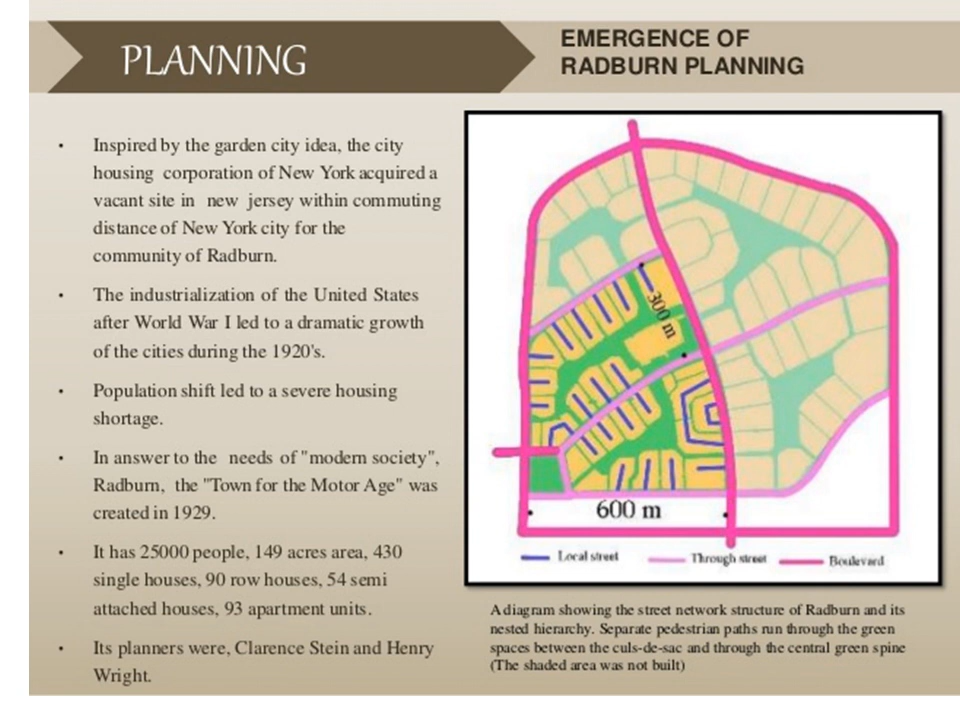 PLANNING
EMERGENCE OF
RADBURN PLANNING
• Inspired by the garden city idea, the city
housing corporation of New York acquired a
vacant site in new jersey within commuting
distance of New York city for the
community of Radburn.
• The industrialization of the United States
after World War I led to a dramatic growth
of the cities during the 1920's.
• Population shift led to a severe housing
shortage.
• In answer to the needs of "modern society",
Radburn, the "Town for the Motor Age" was
created in 1929.
• It has 25000 people, 149 acres area, 430
single houses, 90 row houses, 54 semi
attached houses, 93 apartment units.
• Its planners were, Clarence Stein and Henry
Wright.
300 m
600 m
Local street Through street Boulevard
A diagram showing the street network structure of Radburn and its
nested hierarchy. Separate pedestrian paths run through the green
spaces between the culs-de-sac and through the central green spine
(The shaded area was not built)